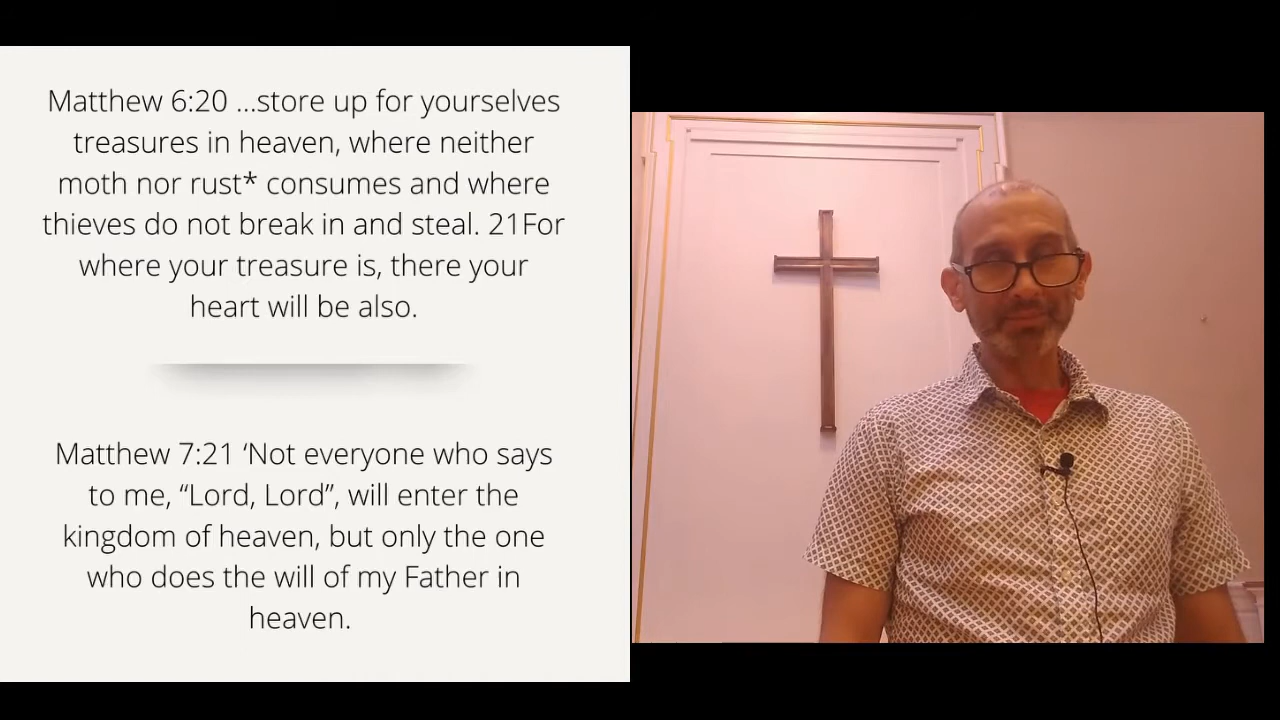 Matthew 6:20 ...store up for yourselves
treasures in heaven, where neither
moth nor rust* consumes and where
thieves do not break in and steal. 21For
where your treasure is, there your
heart will be also.
Matthew 7:21 ‘Not everyone who says
to me, “Lord, Lord”, will enter the
kingdom of heaven, but only the one
who does the will of my Father in
heaven.